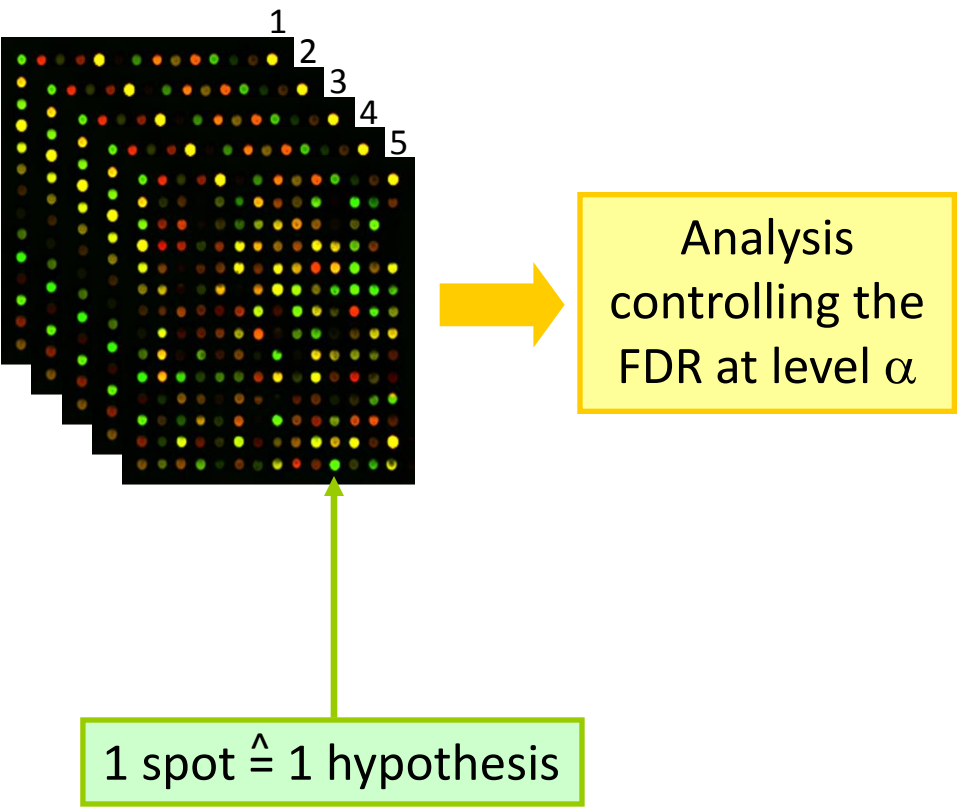 1
2
3
4
5
Analysis
controlling the
FDR at level α
1 spot ≙ 1 hypothesis